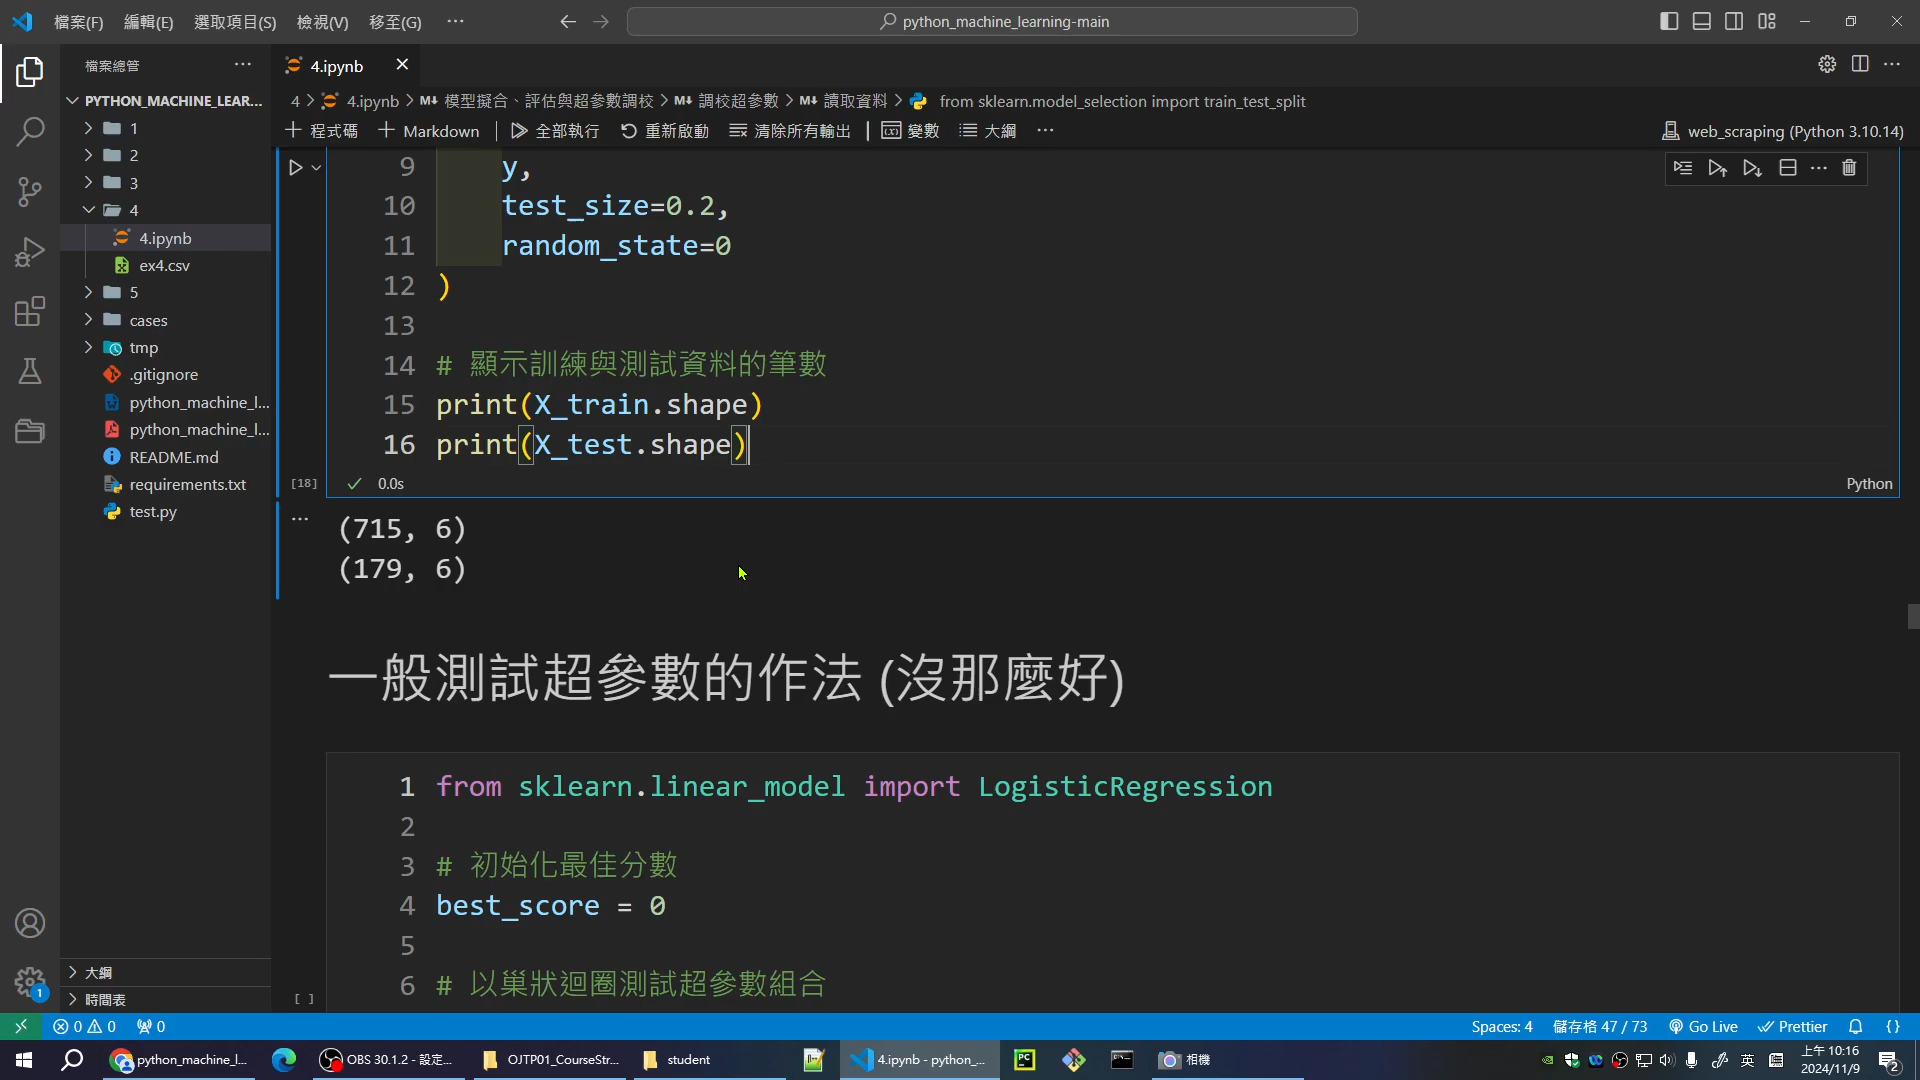 檔案(F) 編輯(E) 選取項目(S) 檢視(V) 移至(G) ···
python_machine_learning-main
檔案總管 ···
PYTHON_MACHINE_LEAR...
1
2
3
4
4.ipynb
ex4.csv
5
cases
tmp
.gitignore
python_machine_l...
python_machine_l...
README.md
requirements.txt
test.py
大綱
時間表
1
4.ipynb
4 > 4.ipynb > M↓ 模型擬合、評估與超參數調校 > M↓ 調校超參數 > M↓ 讀取資料 > from sklearn.model_selection import train_test_split
+ 程式碼 + Markdown | 全部執行 重新啟動 清除所有輸出 | 變數 大綱 ···
web_scraping (Python 3.10.14)
9 y,
10 test_size=0.2,
11 random_state=0
12 )
13
14 # 顯示訓練與測試資料的筆數
15 print(X_train.shape)
16 print(X_test.shape)
[18] 0.0s Python
(715, 6)
(179, 6)
一般測試超參數的作法 (沒那麼好)
1 from sklearn.linear_model import LogisticRegression
2
3 # 初始化最佳分數
4 best_score = 0
5
6 # 以巢狀迴圈測試超參數組合
[ ]
0 0 0 Spaces: 4 儲存格 47 / 73 Go Live Prettier {}
python_machine_l... OBS 30.1.2 - 設定... OJTP01_CourseStr... student 4.ipynb - python_... PC 相機 英 上午 10:16
2024/11/9 2